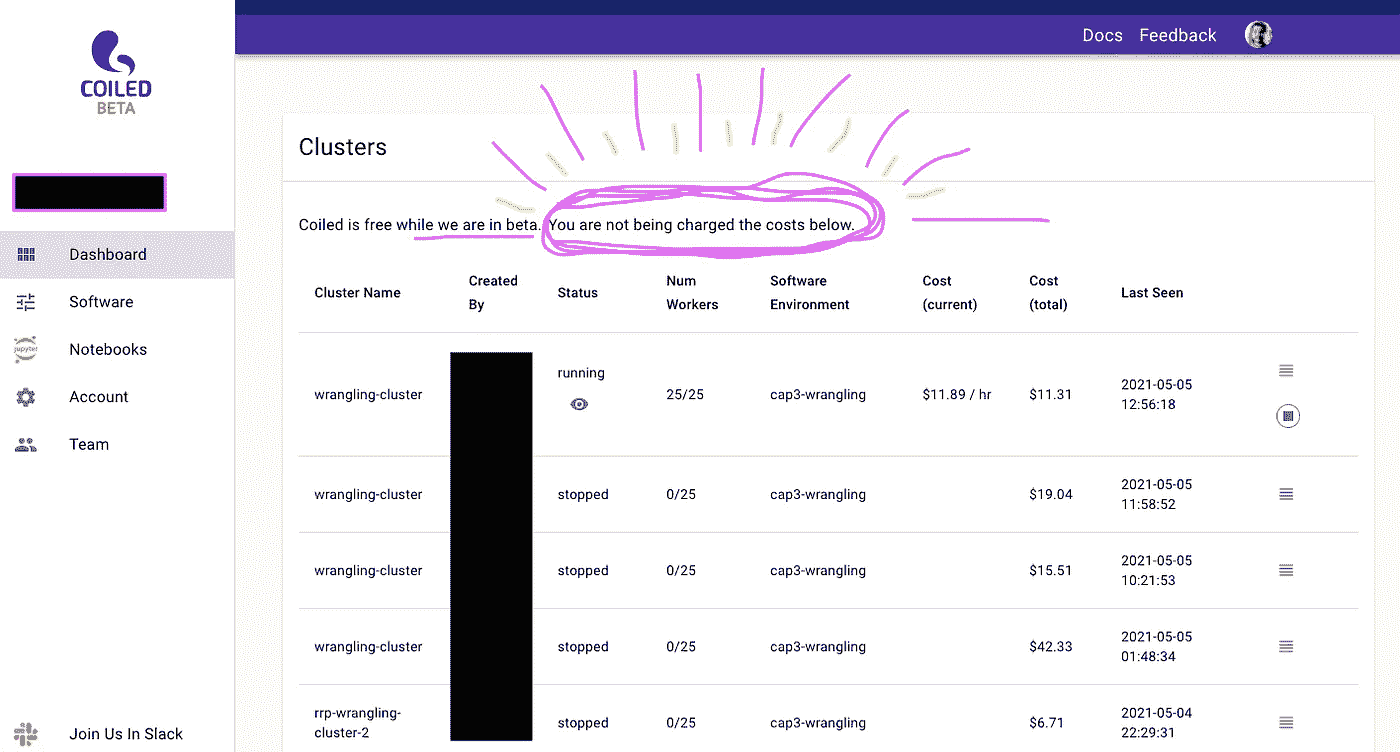 Docs Feedback
COILED
BETA
Clusters
Coiled is free while we are in beta. You are not being charged the costs below.
Dashboard
Software
Notebooks
jupyter
Account
Team
Join Us In Slack
Cluster Name Created By Status Num Workers Software Environment Cost (current) Cost (total) Last Seen
wrangling-cluster running 25/25 cap3-wrangling $11.89 / hr $11.31 2021-05-05 12:56:18
wrangling-cluster stopped 0/25 cap3-wrangling $19.04 2021-05-05 11:58:52
wrangling-cluster stopped 0/25 cap3-wrangling $15.51 2021-05-05 10:21:53
wrangling-cluster stopped 0/25 cap3-wrangling $42.33 2021-05-05 01:48:34
rrp-wrangling-cluster-2 stopped 0/25 cap3-wrangling $6.71 2021-05-04 22:29:31